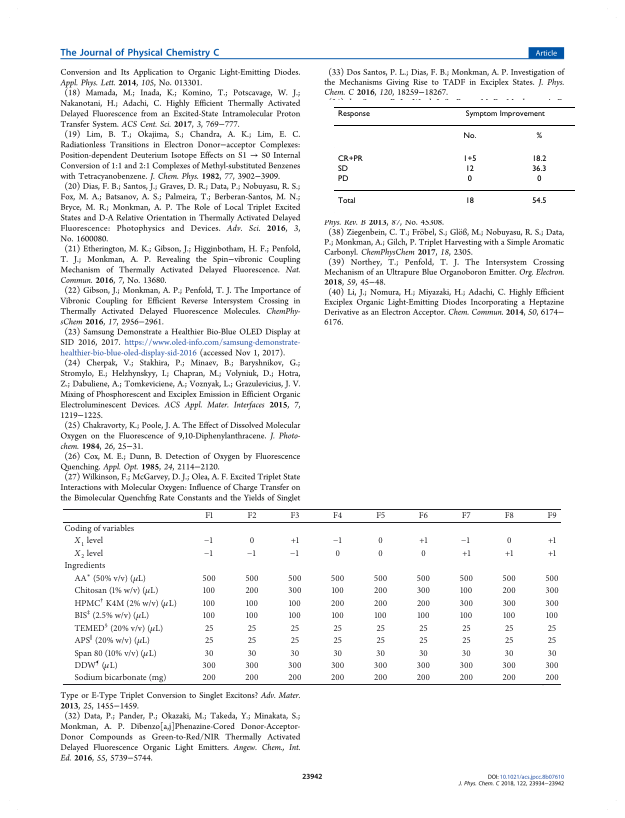 The Journal of Physical Chemistry C
Article
Conversion and Its Application to Organic Light-Emitting Diodes.
Appl. Phys. Lett. 2014, 105, No. 013301.
(18) Mamada, M.; Inada, K.; Komino, T.; Potscavage, W. J.;
Nakanotani, H.; Adachi, C. Highly Efficient Thermally Activated
Delayed Fluorescence from an Excited-State Intramolecular Proton
Transfer System. ACS Cent. Sci. 2017, 3, 769−777.
(19) Lim, B. T.; Okajima, S.; Chandra, A. K.; Lim, E. C.
Radiationless Transitions in Electron Donor−acceptor Complexes:
Position-dependent Deuterium Isotope Effects on S1 → S0 Internal
Conversion of 1:1 and 2:1 Complexes of Methyl-substituted Benzenes
with Tetracyanobenzene. J. Chem. Phys. 1982, 77, 3902−3909.
(20) Dias, F. B.; Santos, J.; Graves, D. R.; Data, P.; Nobuyasu, R. S.;
Fox, M. A.; Batsanov, A. S.; Palmeira, T.; Berberan-Santos, M. N.;
Bryce, M. R.; Monkman, A. P. The Role of Local Triplet Excited
States and D-A Relative Orientation in Thermally Activated Delayed
Fluorescence: Photophysics and Devices. Adv. Sci. 2016, 3,
No. 1600080.
(21) Etherington, M. K.; Gibson, J.; Higginbotham, H. F.; Penfold,
T. J.; Monkman, A. P. Revealing the Spin−vibronic Coupling
Mechanism of Thermally Activated Delayed Fluorescence. Nat.
Commun. 2016, 7, No. 13680.
(22) Gibson, J.; Monkman, A. P.; Penfold, T. J. The Importance of
Vibronic Coupling for Efficient Reverse Intersystem Crossing in
Thermally Activated Delayed Fluorescence Molecules. ChemPhy-
sChem 2016, 17, 2956−2961.
(23) Samsung Demonstrate a Healthier Bio-Blue OLED Display at
SID 2016, 2017. https://www.oled-info.com/samsung-demonstrate-
healthier-bio-blue-oled-display-sid-2016 (accessed Nov 1, 2017).
(24) Cherpak, V.; Stakhira, P.; Minaev, B.; Baryshnikov, G.;
Stromylo, E.; Helzhynskyy, I.; Chapran, M.; Volyniuk, D.; Hotra,
Z.; Dabuliene, A.; Tomkeviciene, A.; Voznyak, L.; Grazulevicius, J. V.
Mixing of Phosphorescent and Exciplex Emission in Efficient Organic
Electroluminescent Devices. ACS Appl. Mater. Interfaces 2015, 7,
1219−1225.
(25) Chakravorty, K.; Poole, J. A. The Effect of Dissolved Molecular
Oxygen on the Fluorescence of 9,10-Diphenylanthracene. J. Photo-
chem. 1984, 26, 25−31.
(26) Cox, M. E.; Dunn, B. Detection of Oxygen by Fluorescence
Quenching. Appl. Opt. 1985, 24, 2114−2120.
(27) Wilkinson, F.; McGarvey, D. J.; Olea, A. F. Excited Triplet State
Interactions with Molecular Oxygen: Influence of Charge Transfer on
the Bimolecular Quenching Rate Constants and the Yields of Singlet
(33) Dos Santos, P. L.; Dias, F. B.; Monkman, A. P. Investigation of
the Mechanisms Giving Rise to TADF in Exciplex States. J. Phys.
Chem. C 2016, 120, 18259−18267.
Response Symptom Improvement
No. %
CR+PR 1+5 18.2
SD 12 36.3
PD 0 0
Total 18 54.5
Phys. Rev. B 2013, 87, No. 45308.
(38) Ziegenbein, C. T.; Fröbel, S.; Glöß, M.; Nobuyasu, R. S.; Data,
P.; Monkman, A.; Gilch, P. Triplet Harvesting with a Simple Aromatic
Carbonyl. ChemPhysChem 2017, 18, 2305.
(39) Northey, T.; Penfold, T. J. The Intersystem Crossing
Mechanism of an Ultrapure Blue Organoboron Emitter. Org. Electron.
2018, 59, 45−48.
(40) Li, J.; Nomura, H.; Miyazaki, H.; Adachi, C. Highly Efficient
Exciplex Organic Light-Emitting Diodes Incorporating a Heptazine
Derivative as an Electron Acceptor. Chem. Commun. 2014, 50, 6174−
6176.
F1 F2 F3 F4 F5 F6 F7 F8 F9
Coding of variables
X1 level −1 0 +1 −1 0 +1 −1 0 +1
X2 level −1 −1 −1 0 0 0 +1 +1 +1
Ingredients
AA* (50% v/v) (μL) 500 500 500 500 500 500 500 500 500
Chitosan (1% w/v) (μL) 100 200 300 100 200 300 100 200 300
HPMC† K4M (2% w/v) (μL) 100 100 100 200 200 200 300 300 300
BIS‡ (2.5% w/v) (μL) 100 100 100 100 100 100 100 100 100
TEMED§ (20% v/v) (μL) 25 25 25 25 25 25 25 25 25
APS‖ (20% w/v) (μL) 25 25 25 25 25 25 25 25 25
Span 80 (10% v/v) (μL) 30 30 30 30 30 30 30 30 30
DDW¶ (μL) 300 300 300 300 300 300 300 300 300
Sodium bicarbonate (mg) 200 200 200 200 200 200 200 200 200
Type or E-Type Triplet Conversion to Singlet Excitons? Adv. Mater.
2013, 25, 1455−1459.
(32) Data, P.; Pander, P.; Okazaki, M.; Takeda, Y.; Minakata, S.;
Monkman, A. P. Dibenzo[a,j]Phenazine-Cored Donor-Acceptor-
Donor Compounds as Green-to-Red/NIR Thermally Activated
Delayed Fluorescence Organic Light Emitters. Angew. Chem., Int.
Ed. 2016, 55, 5739−5744.
23942
DOI: 10.1021/acs.jpcc.8b07610
J. Phys. Chem. C 2018, 122, 23934−23942